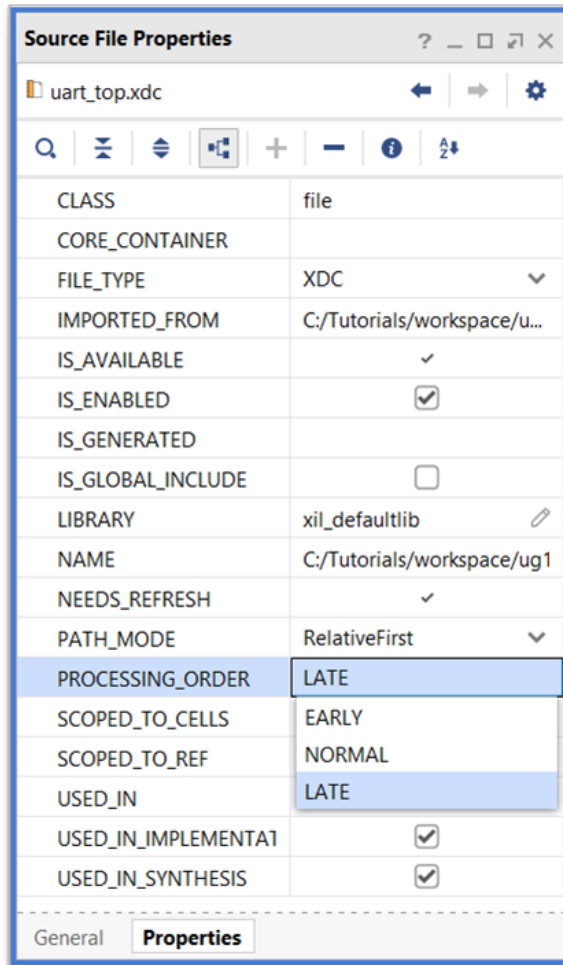 Source File Properties
uart_top.xdc
CLASS file
CORE_CONTAINER
FILE_TYPE XDC
IMPORTED_FROM C:/Tutorials/workspace/u...
IS_AVAILABLE
IS_ENABLED
IS_GENERATED
IS_GLOBAL_INCLUDE
LIBRARY xil_defaultlib
NAME C:/Tutorials/workspace/ug1
NEEDS_REFRESH
PATH_MODE RelativeFirst
PROCESSING_ORDER LATE
SCOPED_TO_CELLS EARLY
SCOPED_TO_REF NORMAL
USED_IN LATE
USED_IN_IMPLEMENTAT
USED_IN_SYNTHESIS
General Properties